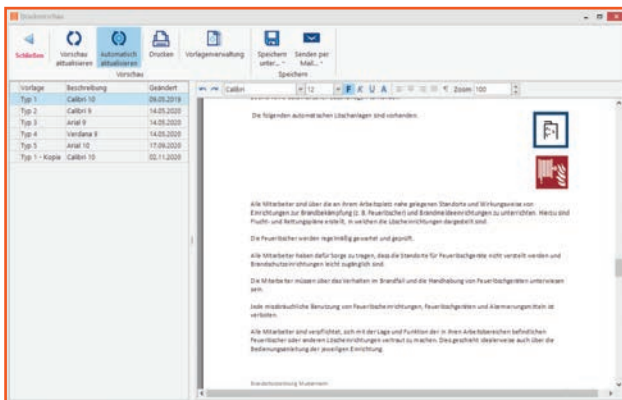 Druckvorschau
Schließen
Vorschau
aktualisieren
Automatisch
aktualisieren
Drucken
Vorlagenverwaltung
Speichern
unter...
Senden per
Mail...
Vorschau
Speichern
Vorlage Beschreibung Geändert
Typ 1 Calibri 10 09.05.2019
Typ 2 Calibri 9 14.05.2020
Typ 3 Arial 9 14.05.2020
Typ 4 Verdana 9 14.05.2020
Typ 5 Arial 10 17.09.2020
Typ 1 - Kopie Calibri 10 02.11.2020
Calibri 12 F K U A Zoom 100
Die folgenden automatischen Löschanlagen sind vorhanden.
Alle Mitarbeiter sind über die an ihrem Arbeitsplatz nahe gelegenen Standorte und Wirkungsweise von
Einrichtungen zur Brandbekämpfung (z. B. Feuerlöscher) und Brandmeldeeinrichtungen zu unterrichten. Hierzu sind
Flucht- und Rettungspläne erstellt, in welchen die Löscheinrichtungen dargestellt sind.
Die Feuerlöscher werden regelmäßig gewartet und geprüft.
Alle Mitarbeiter haben dafür Sorge zu tragen, dass die Standorte für Feuerlöschgeräte nicht verstellt werden und
Brandschutzeinrichtungen leicht zugänglich sind.
Die Mitarbeiter müssen über das Verhalten im Brandfall und die Handhabung von Feuerlöschgeräten unterwiesen
sein.
Jede missbräuchliche Benutzung von Feuerlöscheinrichtungen, Feuerlöschgeräten und Alarmierungsmitteln ist
verboten.
Alle Mitarbeiter sind verpflichtet, sich mit der Lage und Funktion der in ihren Arbeitsbereichen befindlichen
Feuerlöscher oder anderen Löscheinrichtungen vertraut zu machen. Dies geschieht idealerweise auch über die
Bedienungsanleitung der jeweiligen Einrichtung.
Brandschutzordnung Mustermann